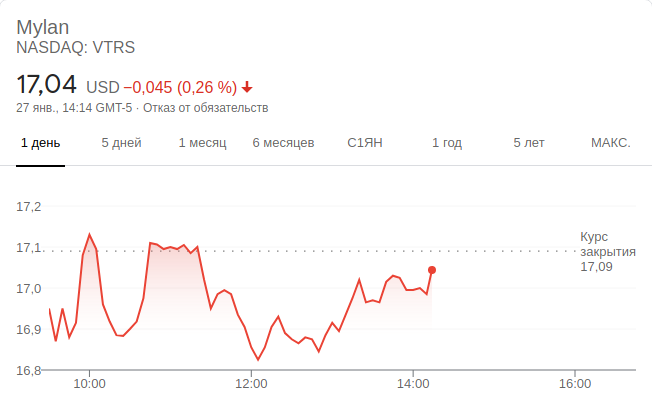 Mylan
NASDAQ: VTRS
17,04 USD −0,045 (0,26 %)
27 янв., 14:14 GMT-5 · Отказ от обязательств
1 день 5 дней 1 месяц 6 месяцев С1ЯН 1 год 5 лет МАКС.
17,2
Курс
17,1 закрытия
17,09
17,0
16,9
16,8
10:00 12:00 14:00 16:00